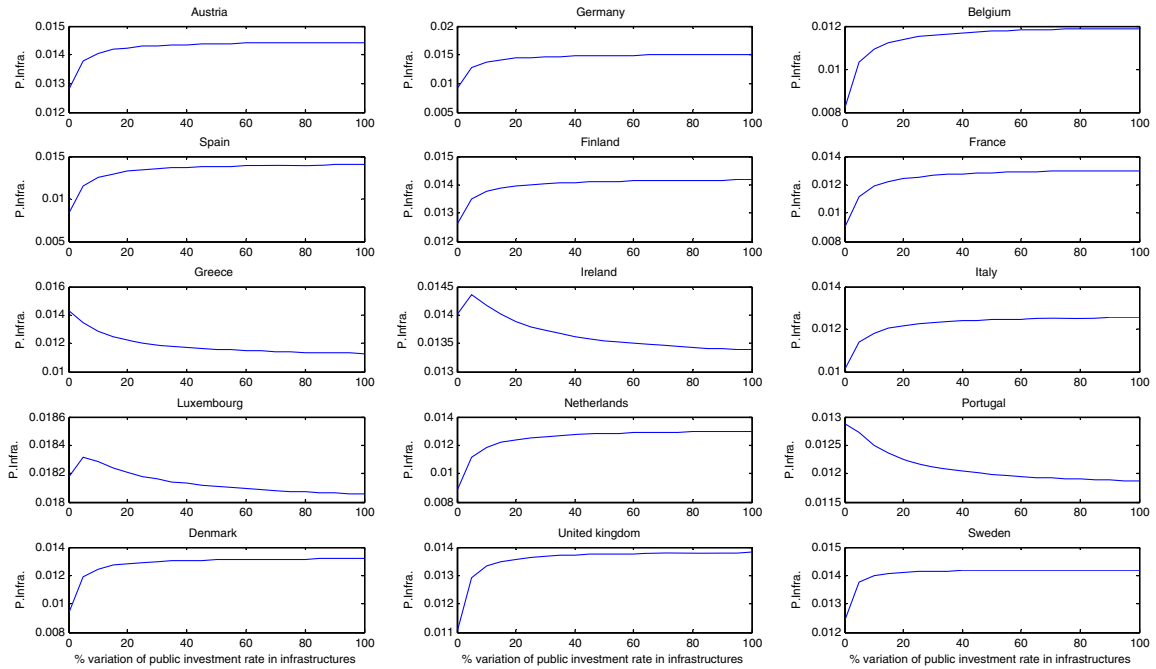 Austria
P.Infra.
0.015
0.014
0.013
0.012
0 20 40 60 80 100
Germany
P.Infra.
0.02
0.015
0.01
0.005
0 20 40 60 80 100
Belgium
P.Infra.
0.012
0.01
0.008
0 20 40 60 80 100
Spain
P.Infra.
0.015
0.01
0.005
0 20 40 60 80 100
Finland
P.Infra.
0.015
0.014
0.013
0.012
0 20 40 60 80 100
France
P.Infra.
0.014
0.012
0.01
0.008
0 20 40 60 80 100
Greece
P.Infra.
0.016
0.014
0.012
0.01
0 20 40 60 80 100
Ireland
P.Infra.
0.0145
0.014
0.0135
0.013
0 20 40 60 80 100
Italy
P.Infra.
0.014
0.012
0.01
0 20 40 60 80 100
Luxembourg
P.Infra.
0.0186
0.0184
0.0182
0.018
0 20 40 60 80 100
Netherlands
P.Infra.
0.014
0.012
0.01
0.008
0 20 40 60 80 100
Portugal
P.Infra.
0.013
0.0125
0.012
0.0115
0 20 40 60 80 100
Denmark
P.Infra.
0.014
0.012
0.01
0.008
0 20 40 60 80 100
% variation of public investment rate in infrastructures
United kingdom
P.Infra.
0.014
0.013
0.012
0.011
0 20 40 60 80 100
% variation of public investment rate in infrastructures
Sweden
P.Infra.
0.015
0.014
0.013
0.012
0 20 40 60 80 100
% variation of public investment rate in infrastructures